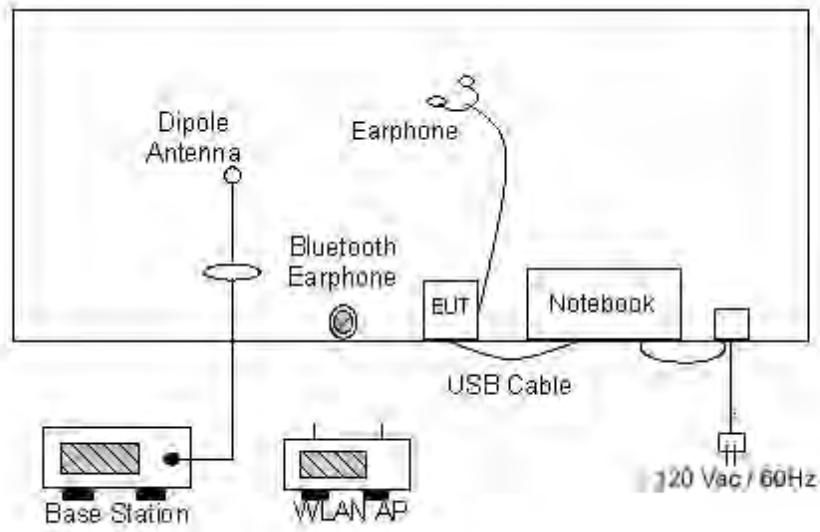 Dipole
Antenna
Earphone
Bluetooth
Earphone
EUT
Notebook
USB Cable
Base Station
WLAN AP
120 Vac / 60Hz